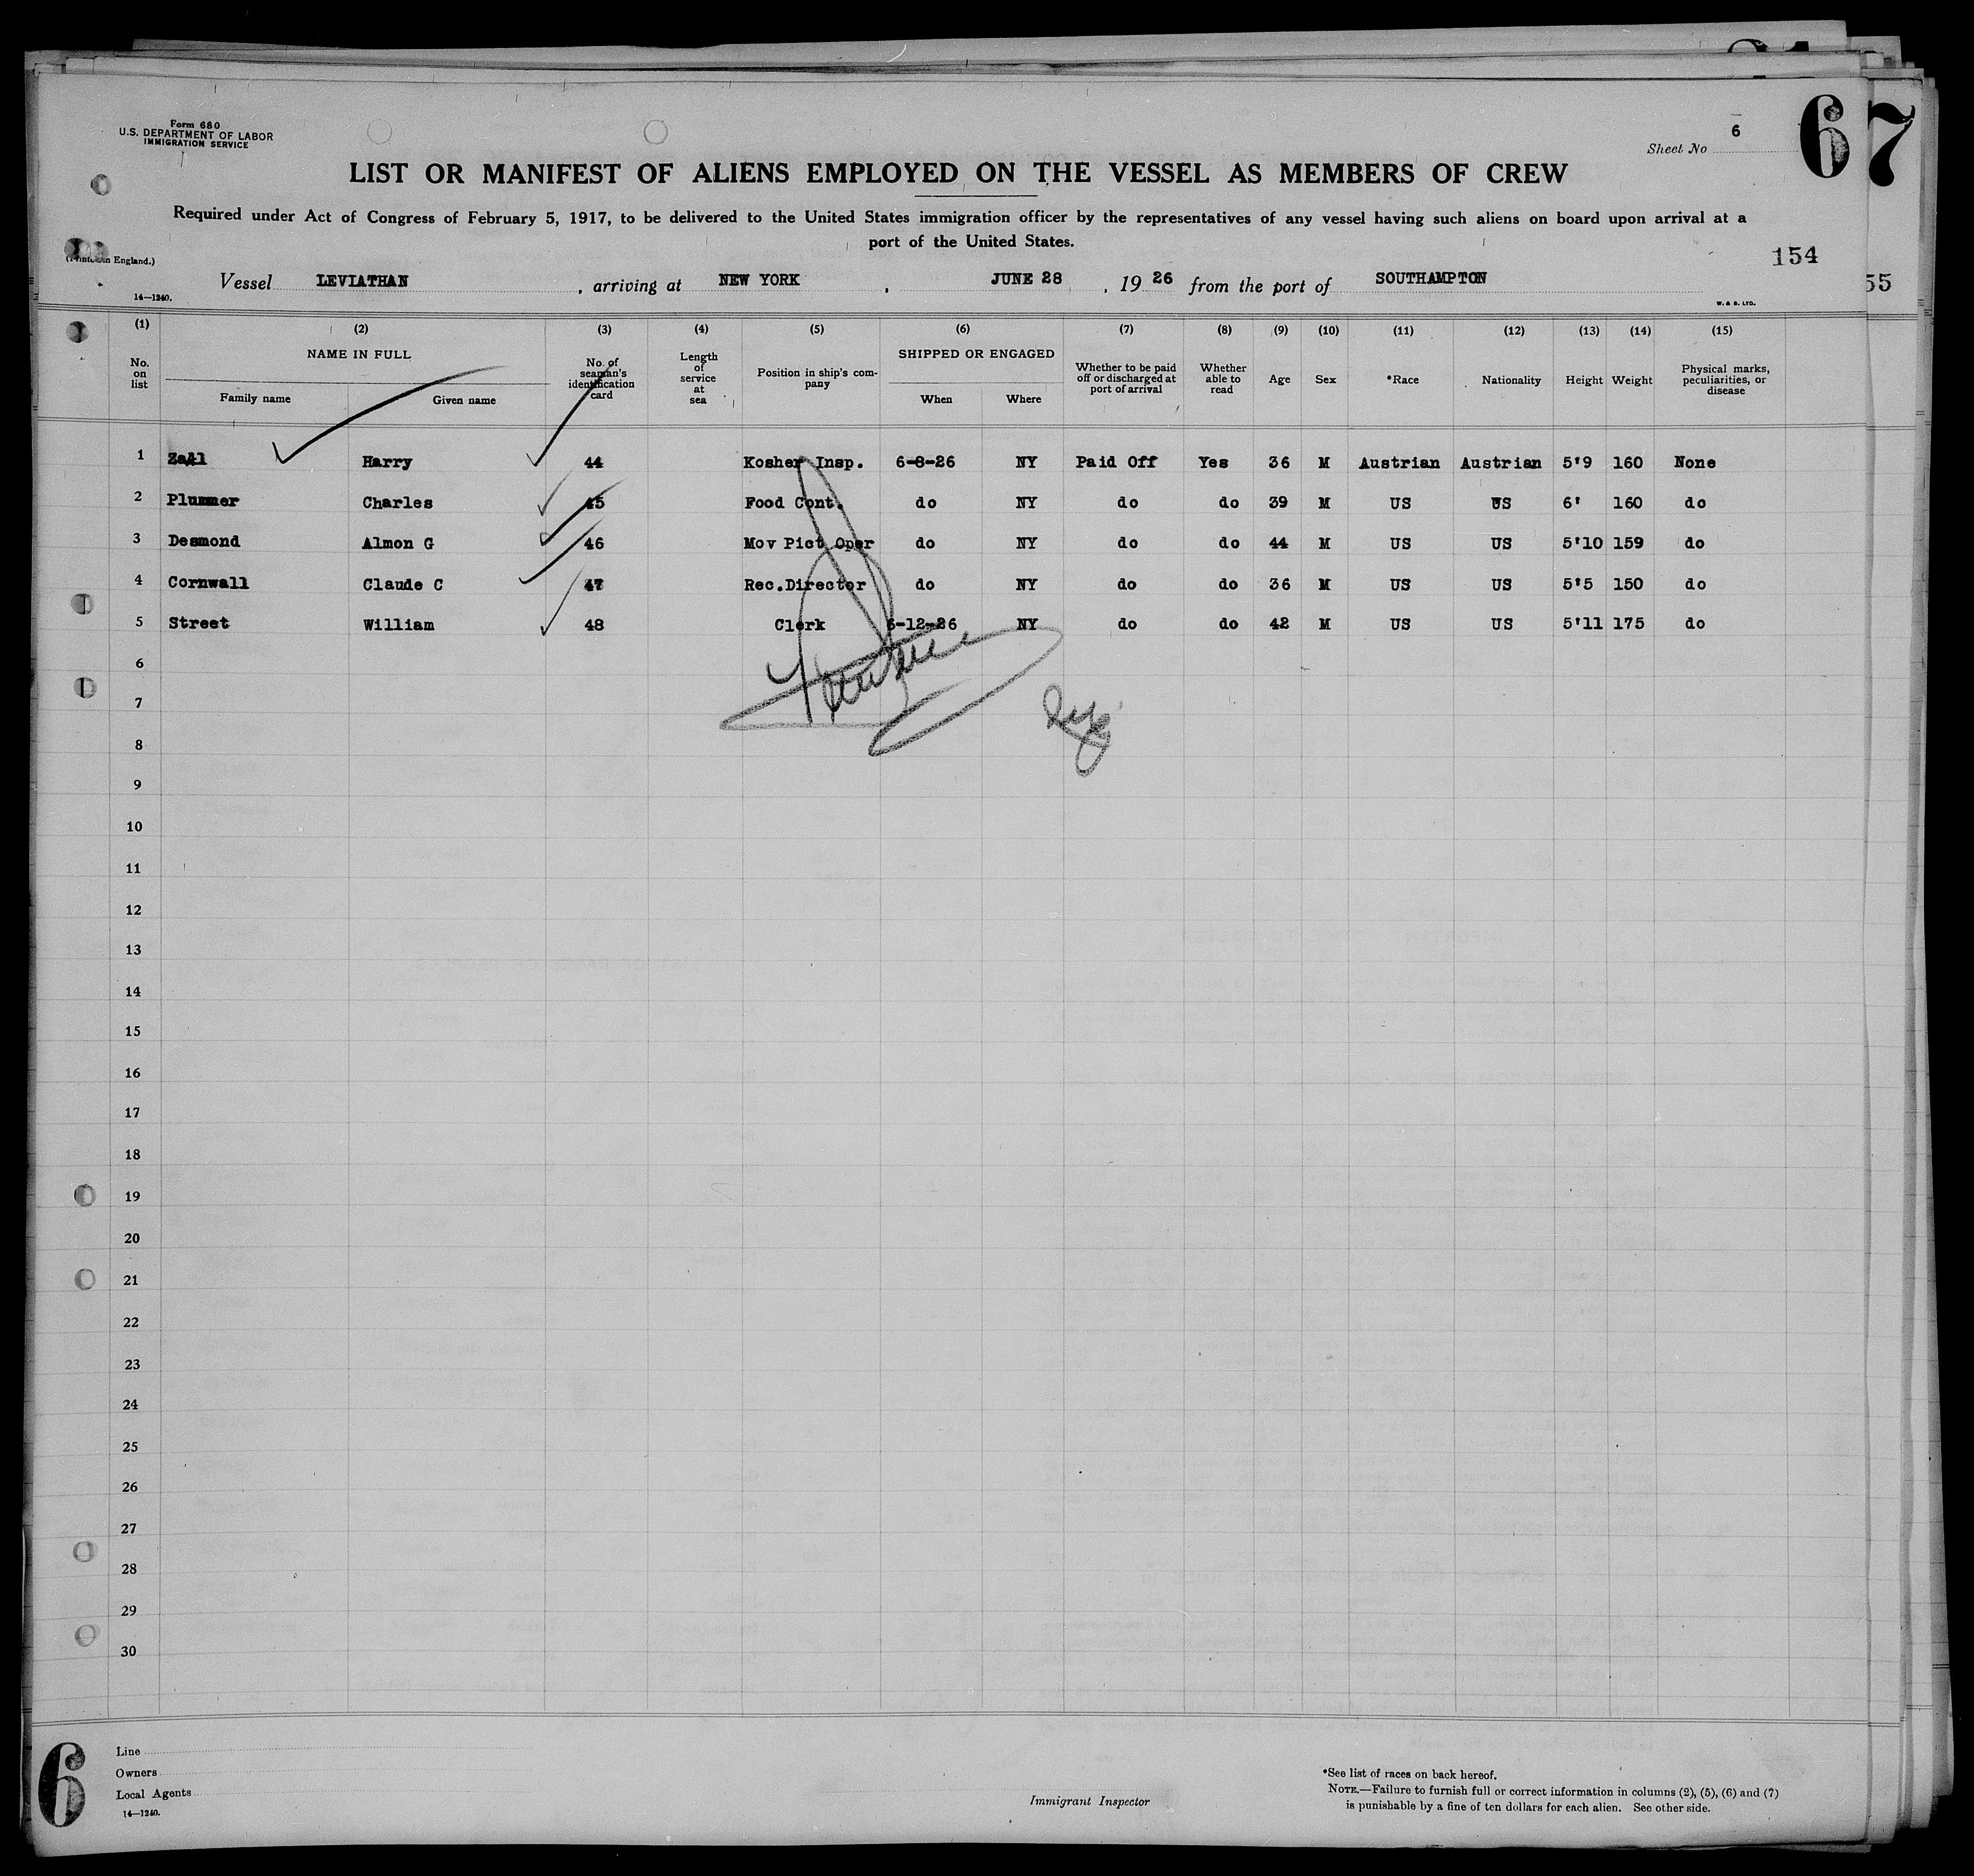 Form 680
U.S. DEPARTMENT OF LABOR
IMMIGRATION SERVICE
6
Sheet No
6
7
LIST OR MANIFEST OF ALIENS EMPLOYED ON THE VESSEL AS MEMBERS OF CREW
Required under Act of Congress of February 5, 1917, to be delivered to the United States immigration officer by the representatives of any vessel having such aliens on board upon arrival at a
port of the United States.
154
55
in England.)
Vessel LEVIATHAN , arriving at NEW YORK , JUNE 28 , 19 26 from the port of SOUTHAMPTON
14—1240.
W. & S. LTD.
(1) (2) (3) (4) (5) (6) (7) (8) (9) (10) (11) (12) (13) (14) (15)
No. on list
NAME IN FULL
Family name Given name
No. of seaman's identification card
Length of service at sea
Position in ship's company
SHIPPED OR ENGAGED
When Where
Whether to be paid off or discharged at port of arrival
Whether able to read
Age Sex *Race Nationality Height Weight
Physical marks, peculiarities, or disease
1 Zall Harry 44 Kosher Insp. 6-8-26 NY Paid Off Yes 36 M Austrian Austrian 5'9 160 None
2 Plummer Charles 45 Food Cont. do NY do do 39 M US US 6' 160 do
3 Desmond Almon G 46 Mov Pict Oper do NY do do 44 M US US 5'10 159 do
4 Cornwall Claude C 47 Rec.Director do NY do do 36 M US US 5'5 150 do
5 Street William 48 Clerk 6-12-26 NY do do 42 M US US 5'11 175 do
6
7
8
9
10
11
12
13
14
15
16
17
18
19
20
21
22
23
24
25
26
27
28
29
30
6
Line
Owners
Local Agents
14—1240.
Immigrant Inspector
*See list of races on back hereof.
NOTE.—Failure to furnish full or correct information in columns (2), (5), (6) and (7)
is punishable by a fine of ten dollars for each alien. See other side.